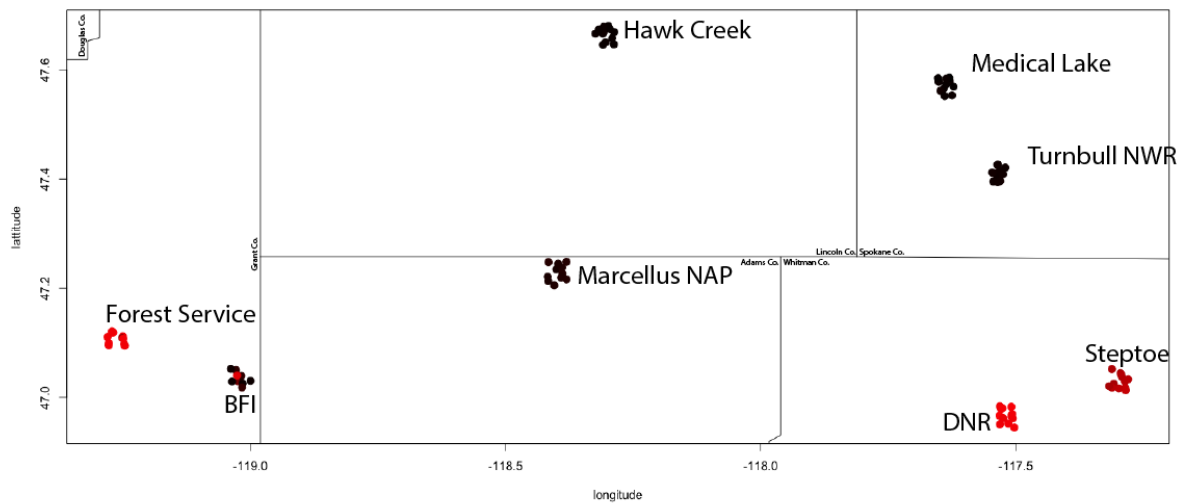 Douglas Co.
Hawk Creek
Medical Lake
Turnbull NWR
Lincoln Co. Spokane Co.
Grant Co.
Adams Co. Whitman Co.
Marcellus NAP
Forest Service
BFI
Steptoe
DNR
lattitude
47.6
47.4
47.2
47.0
-119.0
-118.5
-118.0
-117.5
longitude